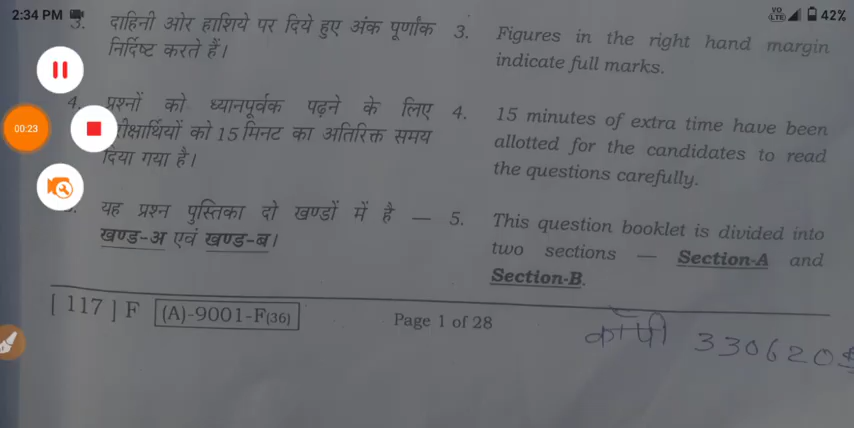 2:34 PM
VO LTE 42%
3. दाहिनी ओर हाशिये पर दिये हुए अंक पूर्णांक
निर्दिष्ट करते हैं।
3. Figures in the right hand margin
indicate full marks.
00:23
4. प्रश्नों को ध्यानपूर्वक पढ़ने के लिए
परीक्षार्थियों को 15 मिनट का अतिरिक्त समय
दिया गया है।
4. 15 minutes of extra time have been
allotted for the candidates to read
the questions carefully.
यह प्रश्न पुस्तिका दो खण्डों में है —
खण्ड-अ एवं खण्ड-ब।
5. This question booklet is divided into
two sections — Section-A and
Section-B.
[ 117 ] F (A)-9001-F(36) Page 1 of 28
कॉपी 330620